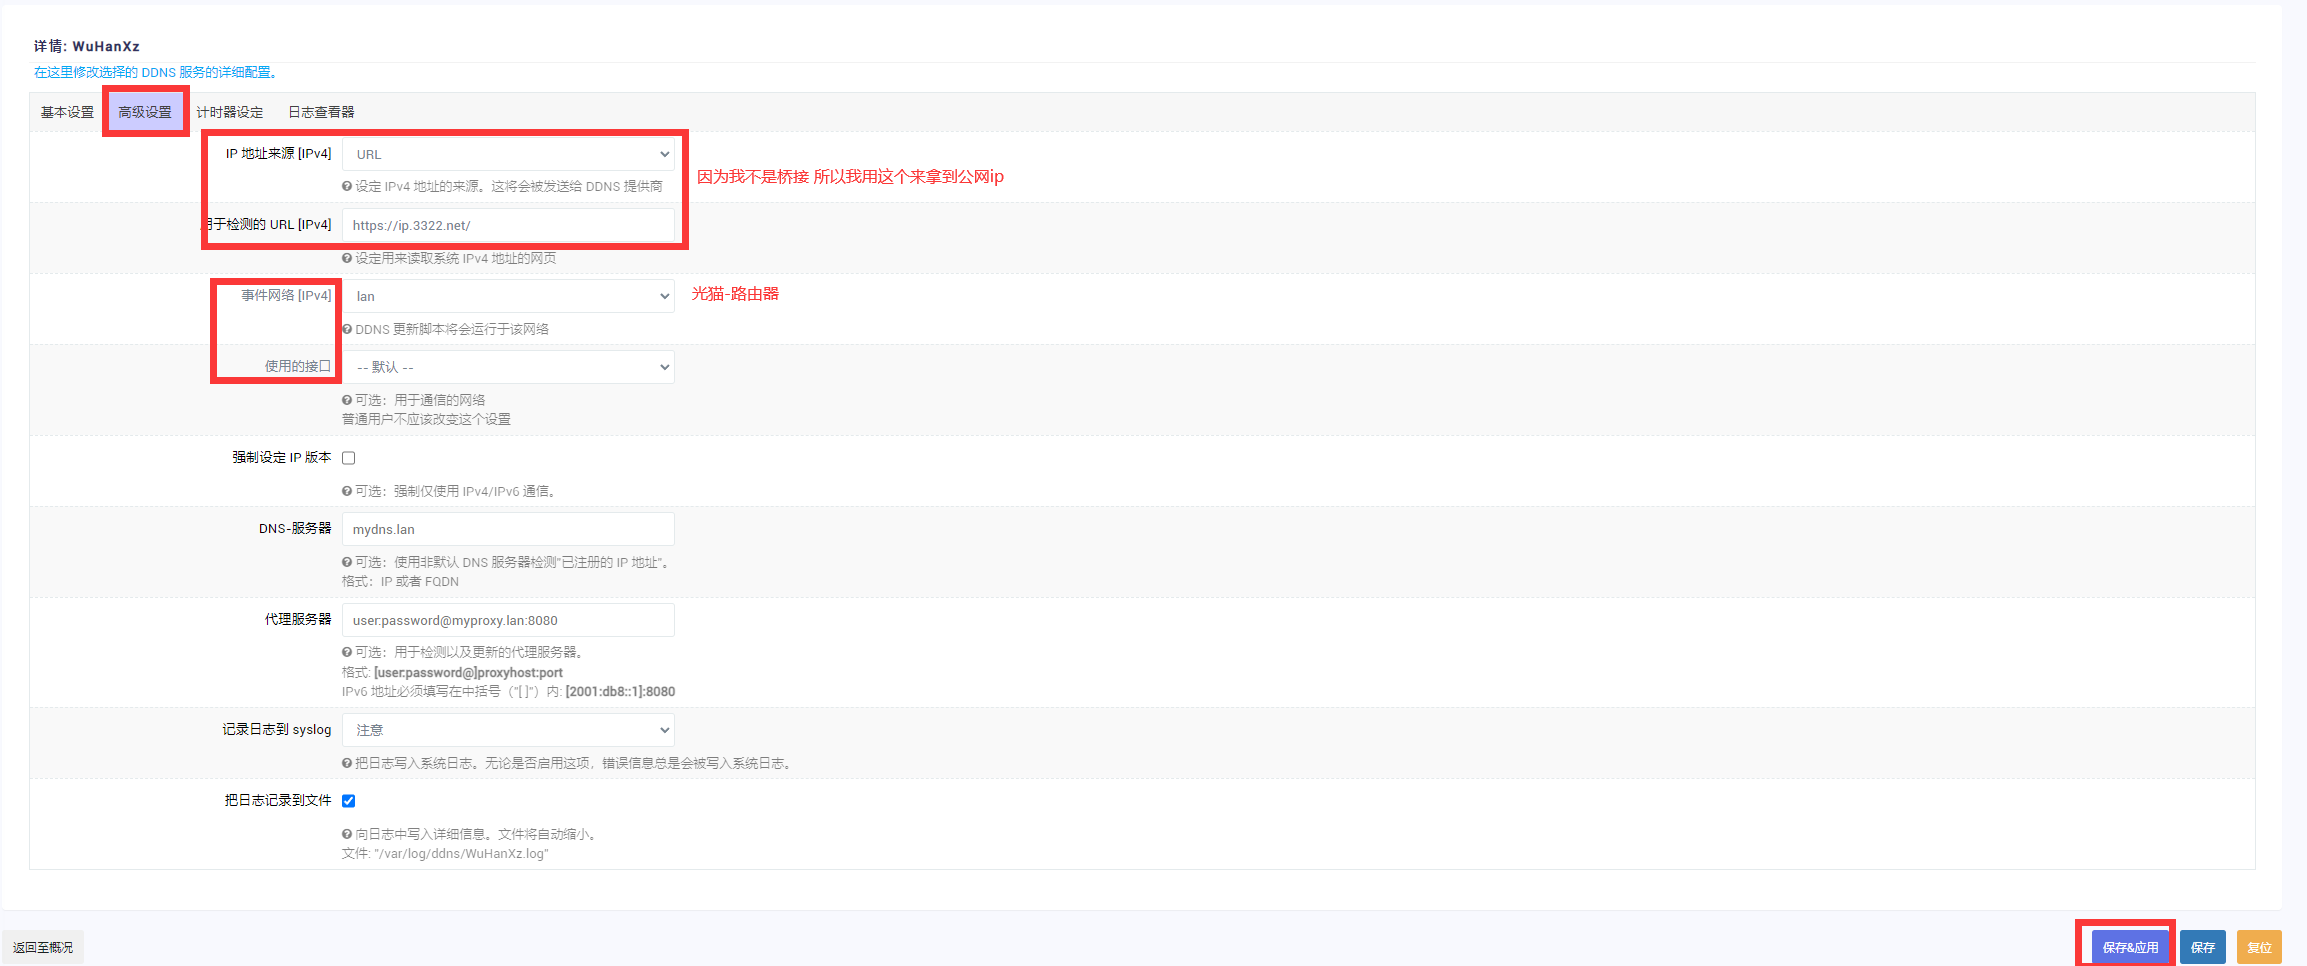 详情: WuHanXz
在这里修改选择的 DDNS 服务的详细配置。
基本设置 高级设置 计时器设定 日志查看器
IP 地址来源 [IPv4] URL
设定 IPv4 地址的来源。这将会被发送给 DDNS 提供商
因为我不是桥接 所以我用这个来拿到公网ip
用于检测的 URL [IPv4] https://ip.3322.net/
设定用来读取系统 IPv4 地址的网页
事件网络 [IPv4] lan 光猫-路由器
DDNS 更新脚本将会运行于该网络
使用的接口 -- 默认 --
可选：用于通信的网络
普通用户不应该改变这个设置
强制设定 IP 版本
可选：强制仅使用 IPv4/IPv6 通信。
DNS-服务器 mydns.lan
可选：使用非默认 DNS 服务器检测"已注册的 IP 地址"。
格式：IP 或者 FQDN
代理服务器 user:password@myproxy.lan:8080
可选：用于检测以及更新的代理服务器。
格式: [user:password@]proxyhost:port
IPv6 地址必须填写在中括号（"[ ]"）内: [2001:db8::1]:8080
记录日志到 syslog 注意
把日志写入系统日志。无论是否启用这项，错误信息总是会被写入系统日志。
把日志记录到文件
向日志中写入详细信息。文件将自动缩小。
文件: "/var/log/ddns/WuHanXz.log"
返回至概况 保存&应用 保存 复位